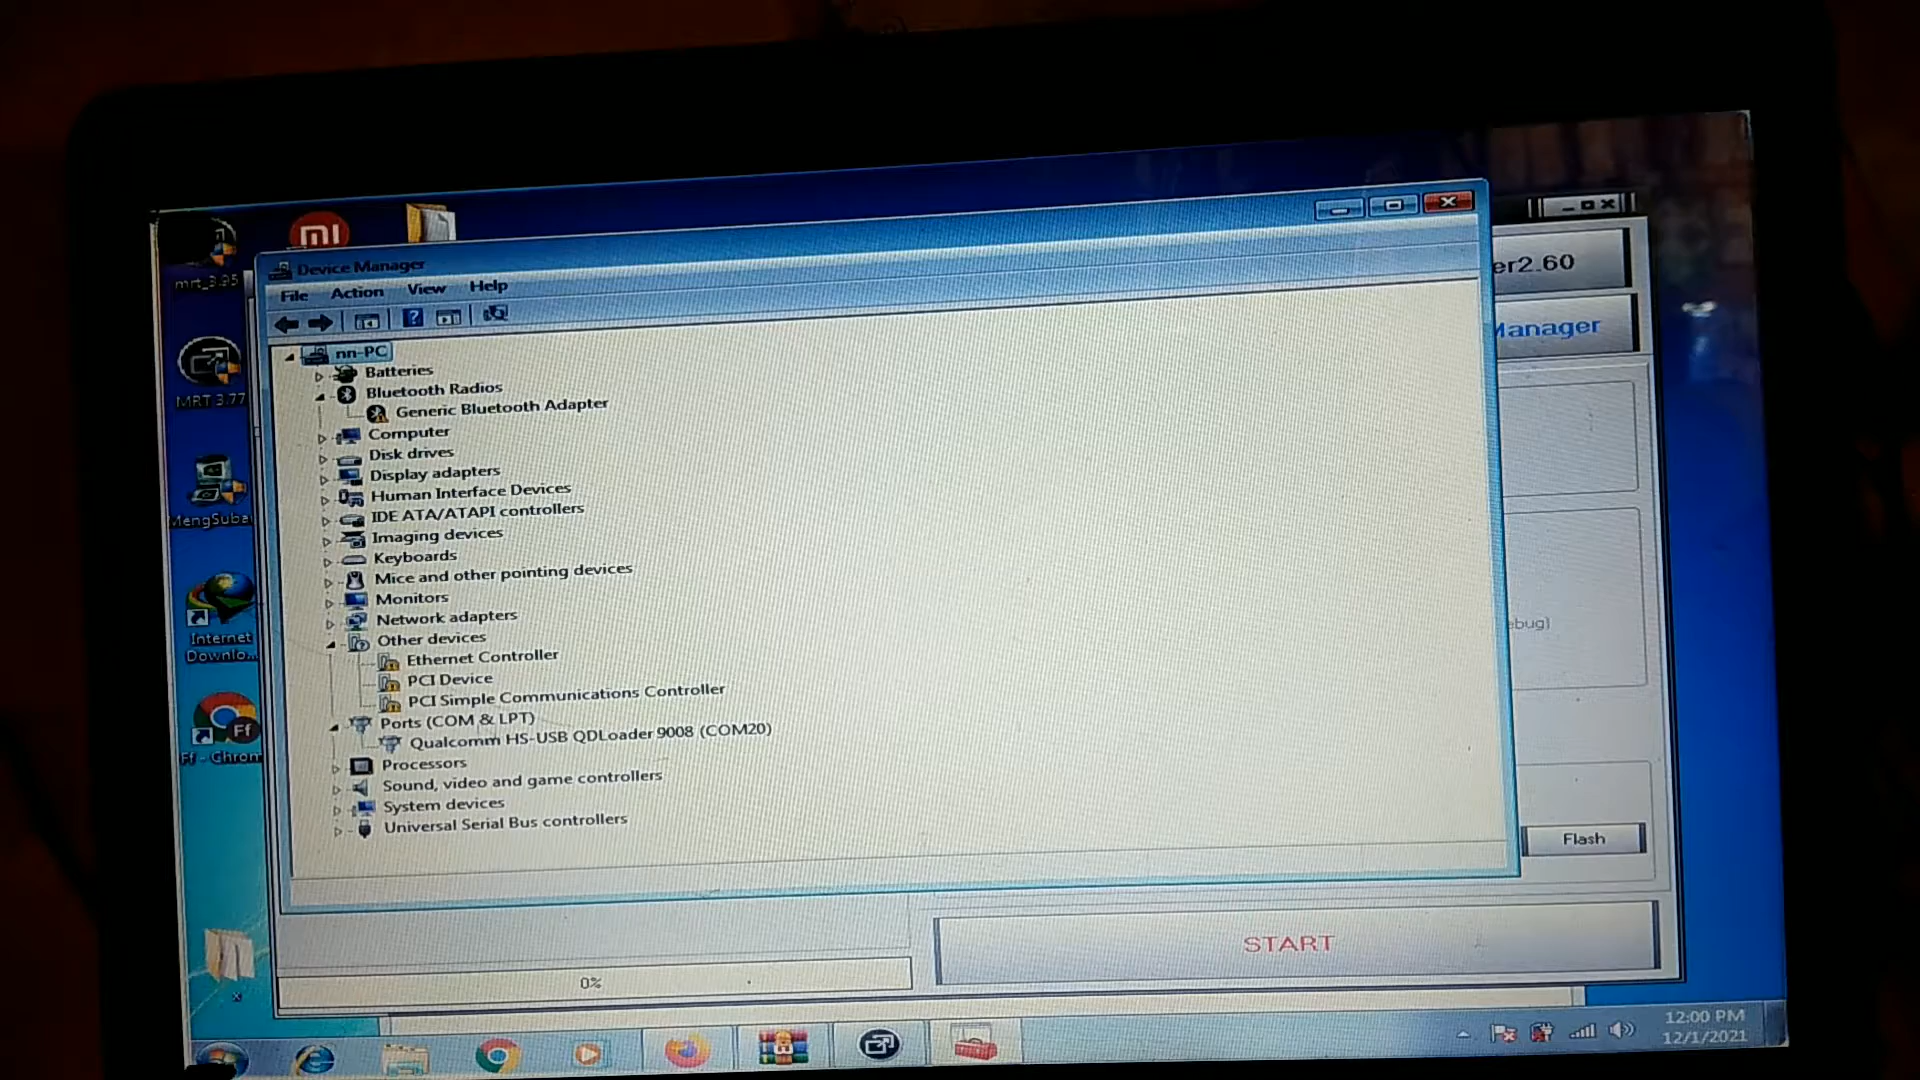 mrt_3.95
MRT 3.77
MengSuba
Internet
Downlo...
Ff - Chrom
x
Device Manager
File Action View Help
nn-PC
Batteries
Bluetooth Radios
Generic Bluetooth Adapter
Computer
Disk drives
Display adapters
Human Interface Devices
IDE ATA/ATAPI controllers
Imaging devices
Keyboards
Mice and other pointing devices
Monitors
Network adapters
Other devices
Ethernet Controller
PCI Device
PCI Simple Communications Controller
Ports (COM & LPT)
Qualcomm HS-USB QDLoader 9008 (COM20)
Processors
Sound, video and game controllers
System devices
Universal Serial Bus controllers
er2.60
Manager
ebug)
Flash
START
0%
12:00 PM
12/1/2021